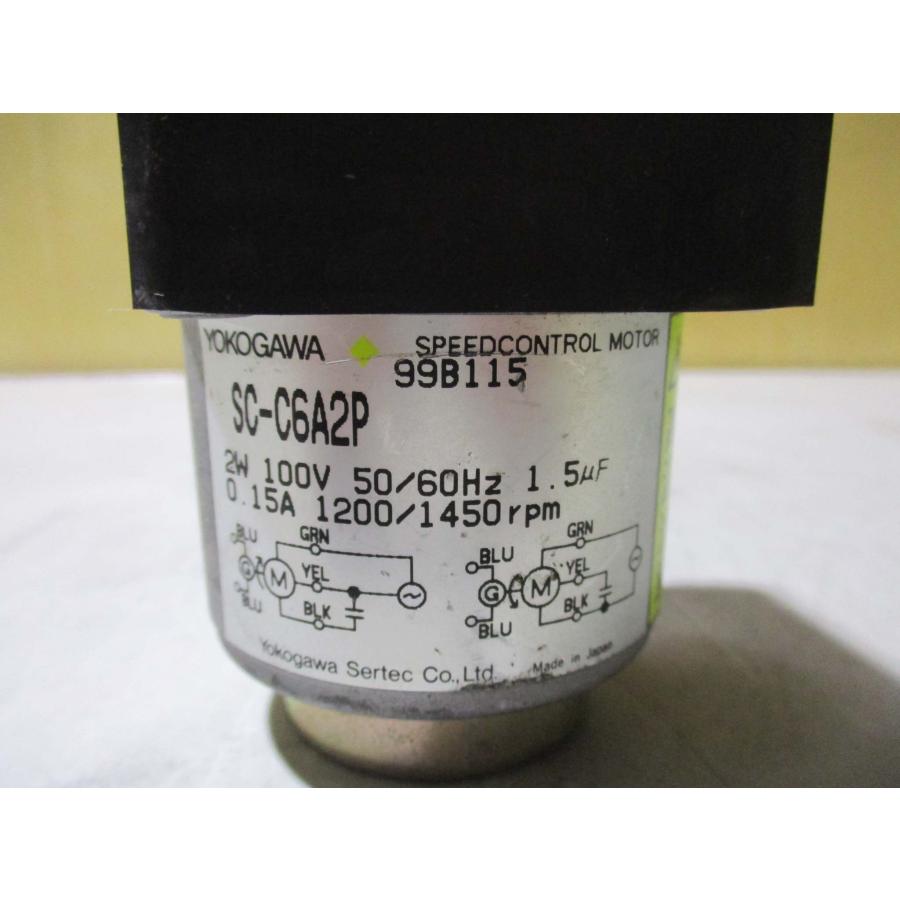 YOKOGAWA SPEEDCONTROL MOTOR
99B115
SC-C6A2P
2W 100V 50/60Hz 1.5μF
0.15A 1200/1450rpm
BLU GRN
G M YEL
BLU BLK
BLU GRN
G M YEL
BLU BLK
Yokogawa Sertec Co.,Ltd. Made in Japan